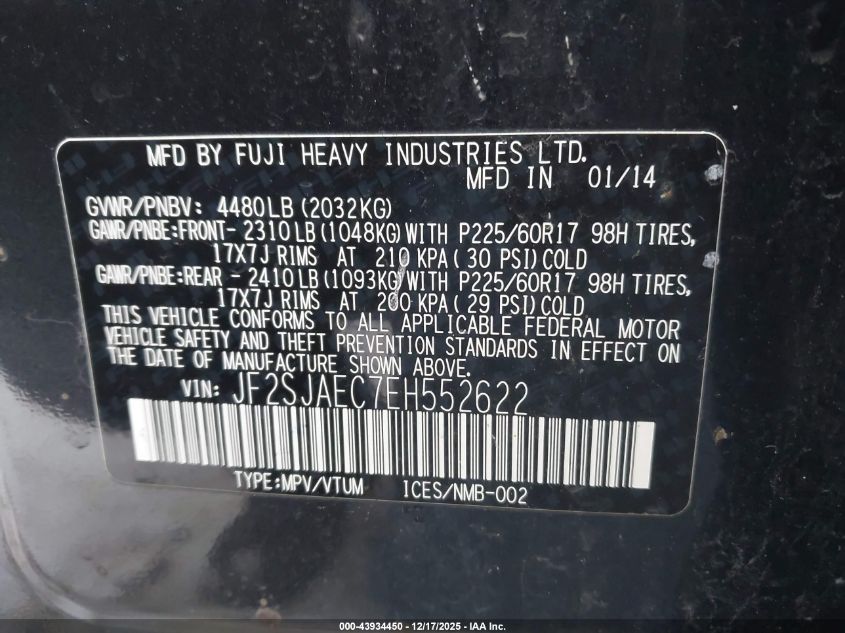 MFD BY FUJI HEAVY INDUSTRIES LTD.
MFD IN 01/14
GVWR/PNBV: 4480LB (2032KG)
GAWR/PNBE:FRONT- 2310LB (1048KG) WITH P225/60R17 98H TIRES,
17X7J RIMS AT 210 KPA (30 PSI) COLD
GAWR/PNBE:REAR - 2410LB (1093KG) WITH P225/60R17 98H TIRES,
17X7J RIMS AT 200 KPA (29 PSI) COLD
THIS VEHICLE CONFORMS TO ALL APPLICABLE FEDERAL MOTOR
VEHICLE SAFETY AND THEFT PREVENTION STANDARDS IN EFFECT ON
THE DATE OF MANUFACTURE SHOWN ABOVE.
VIN: JF2SJAEC7EH552622
TYPE:MPV/VTUM ICES/NMB-002
000-43934450 - 12/17/2025 - IAA Inc.